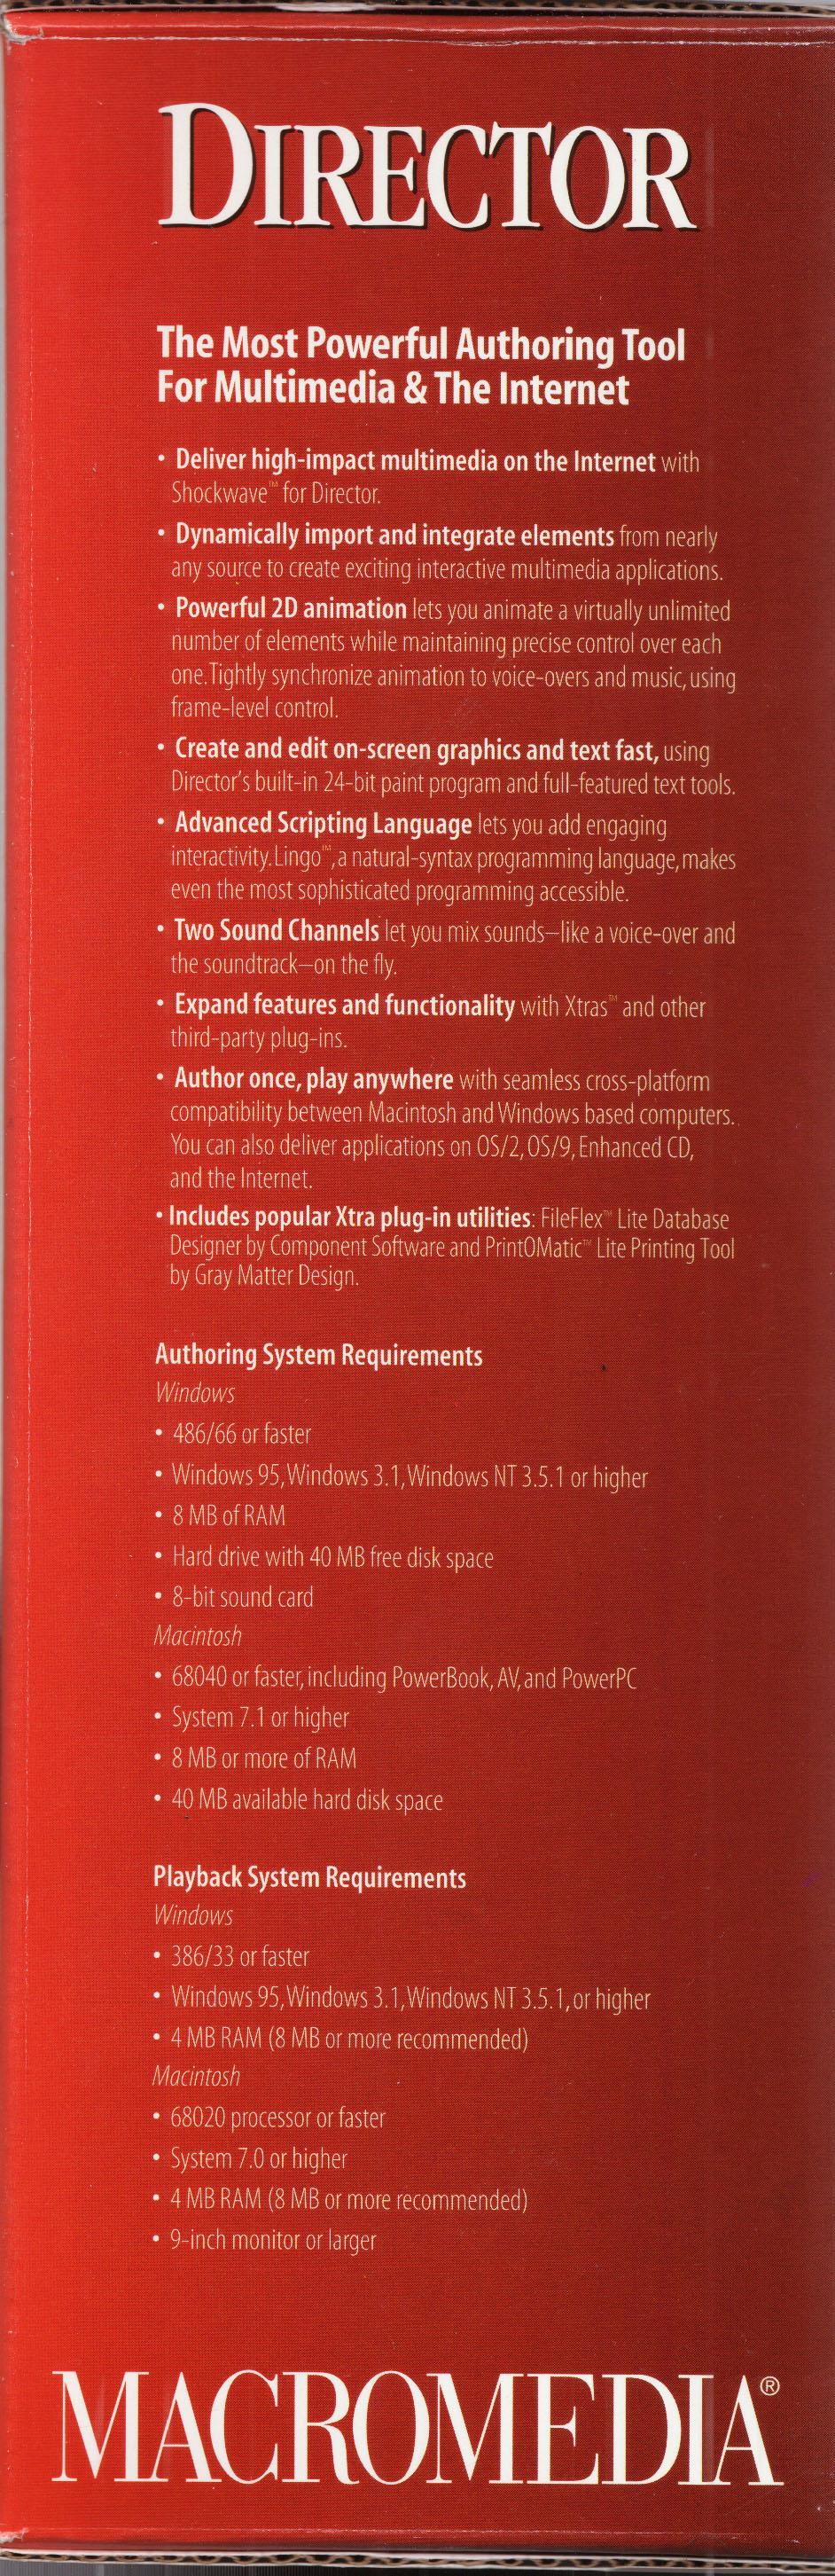 DIRECTOR
The Most Powerful Authoring Tool
For Multimedia & The Internet
• Deliver high-impact multimedia on the Internet with
Shockwave™ for Director.
• Dynamically import and integrate elements from nearly
any source to create exciting interactive multimedia applications.
• Powerful 2D animation lets you animate a virtually unlimited
number of elements while maintaining precise control over each
one. Tightly synchronize animation to voice-overs and music, using
frame-level control.
• Create and edit on-screen graphics and text fast, using
Director's built-in 24-bit paint program and full-featured text tools.
• Advanced Scripting Language lets you add engaging
interactivity. Lingo™, a natural-syntax programming language, makes
even the most sophisticated programming accessible.
• Two Sound Channels let you mix sounds—like a voice-over and
the soundtrack—on the fly.
• Expand features and functionality with Xtras™ and other
third-party plug-ins.
• Author once, play anywhere with seamless cross-platform
compatibility between Macintosh and Windows based computers.
You can also deliver applications on OS/2, OS/9, Enhanced CD,
and the Internet.
• Includes popular Xtra plug-in utilities: FileFlex™ Lite Database
Designer by Component Software and PrintOMatic™ Lite Printing Tool
by Gray Matter Design.
Authoring System Requirements
Windows
• 486/66 or faster
• Windows 95, Windows 3.1, Windows NT 3.5.1 or higher
• 8 MB of RAM
• Hard drive with 40 MB free disk space
• 8-bit sound card
Macintosh
• 68040 or faster, including PowerBook, AV, and PowerPC
• System 7.1 or higher
• 8 MB or more of RAM
• 40 MB available hard disk space
Playback System Requirements
Windows
• 386/33 or faster
• Windows 95, Windows 3.1, Windows NT 3.5.1, or higher
• 4 MB RAM (8 MB or more recommended)
Macintosh
• 68020 processor or faster
• System 7.0 or higher
• 4 MB RAM (8 MB or more recommended)
• 9-inch monitor or larger
MACROMEDIA®